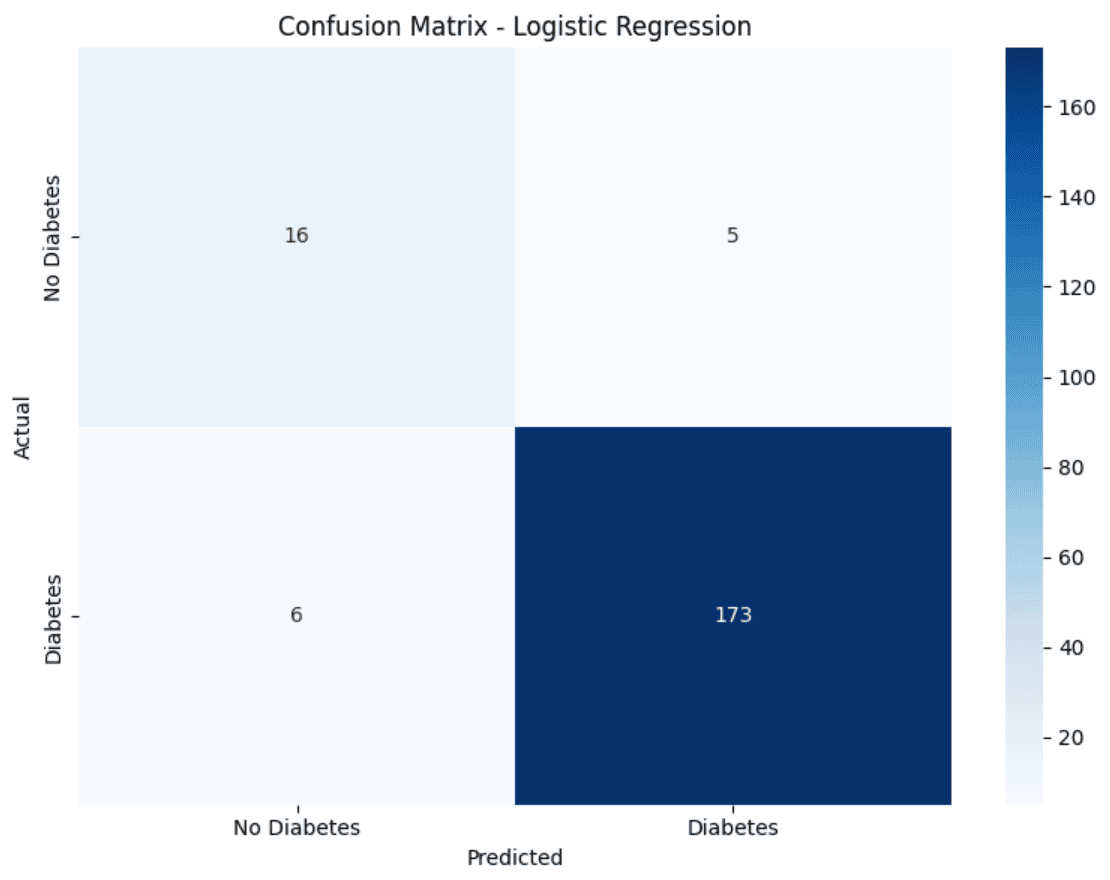 Confusion Matrix - Logistic Regression
No Diabetes
16
5
Actual
Diabetes
6
173
No Diabetes
Diabetes
Predicted
160
140
120
100
80
60
40
20